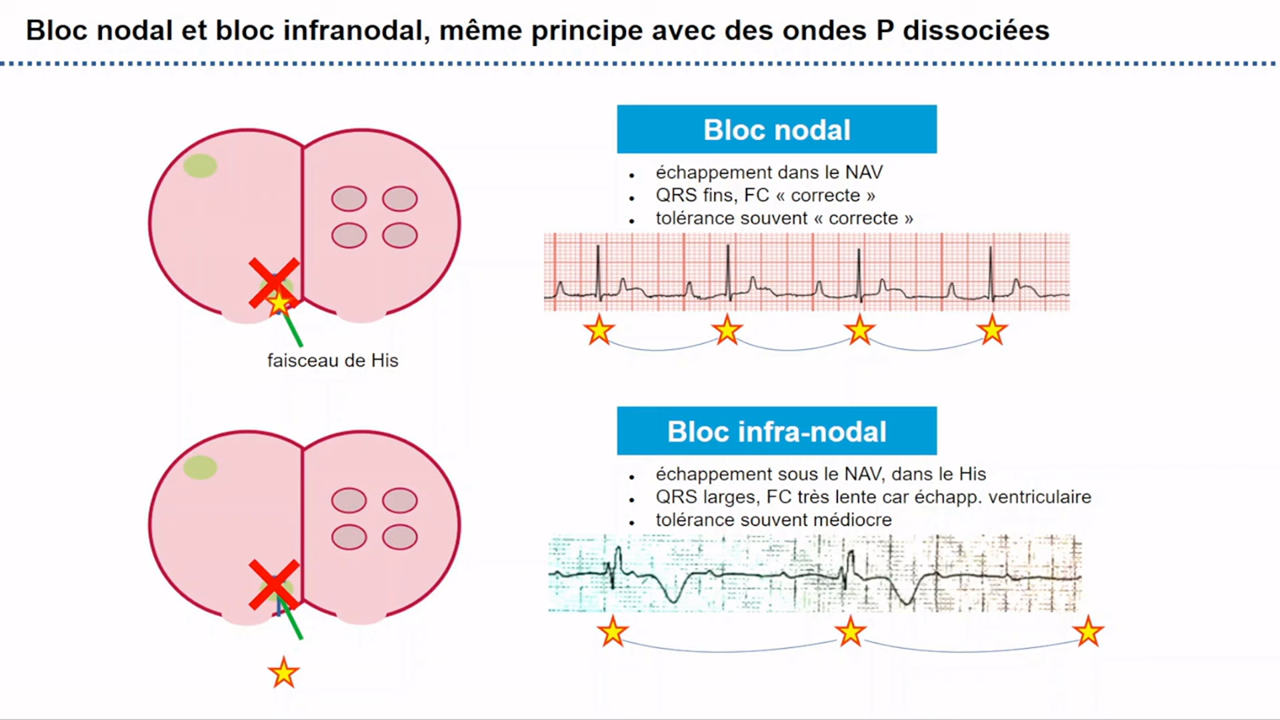 Bloc nodal et bloc infranodal, même principe avec des ondes P dissociées
Bloc nodal
• échappement dans le NAV
• QRS fins, FC « correcte »
• tolérance souvent « correcte »
faisceau de His
Bloc infra-nodal
• échappement sous le NAV, dans le His
• QRS larges, FC très lente car échapp. ventriculaire
• tolérance souvent médiocre